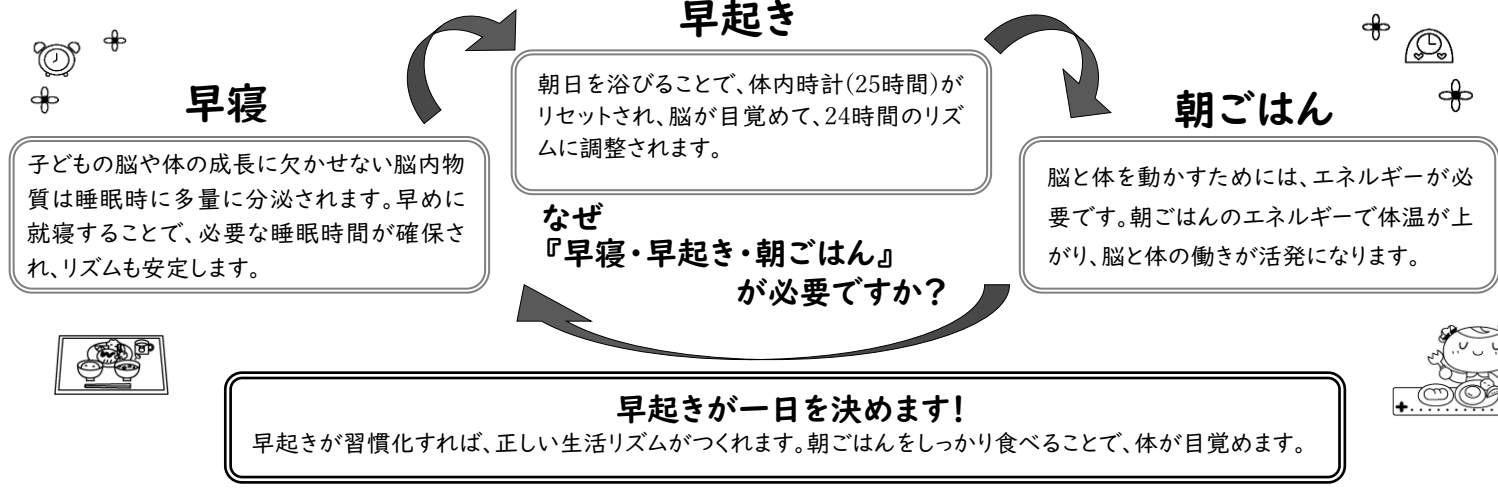 早起き
朝日を浴びることで、体内時計(25時間)が
リセットされ、脳が目覚めて、24時間のリズ
ムに調整されます。
早寝
子どもの脳や体の成長に欠かせない脳内物
質は睡眠時に多量に分泌されます。早めに
就寝することで、必要な睡眠時間が確保さ
れ、リズムも安定します。
朝ごはん
脳と体を動かすためには、エネルギーが必
要です。朝ごはんのエネルギーで体温が上
がり、脳と体の働きが活発になります。
なぜ
『早寝・早起き・朝ごはん』
が必要ですか?
早起きが一日を決めます!
早起きが習慣化すれば、正しい生活リズムがつくれます。朝ごはんをしっかり食べることで、体が目覚めます。